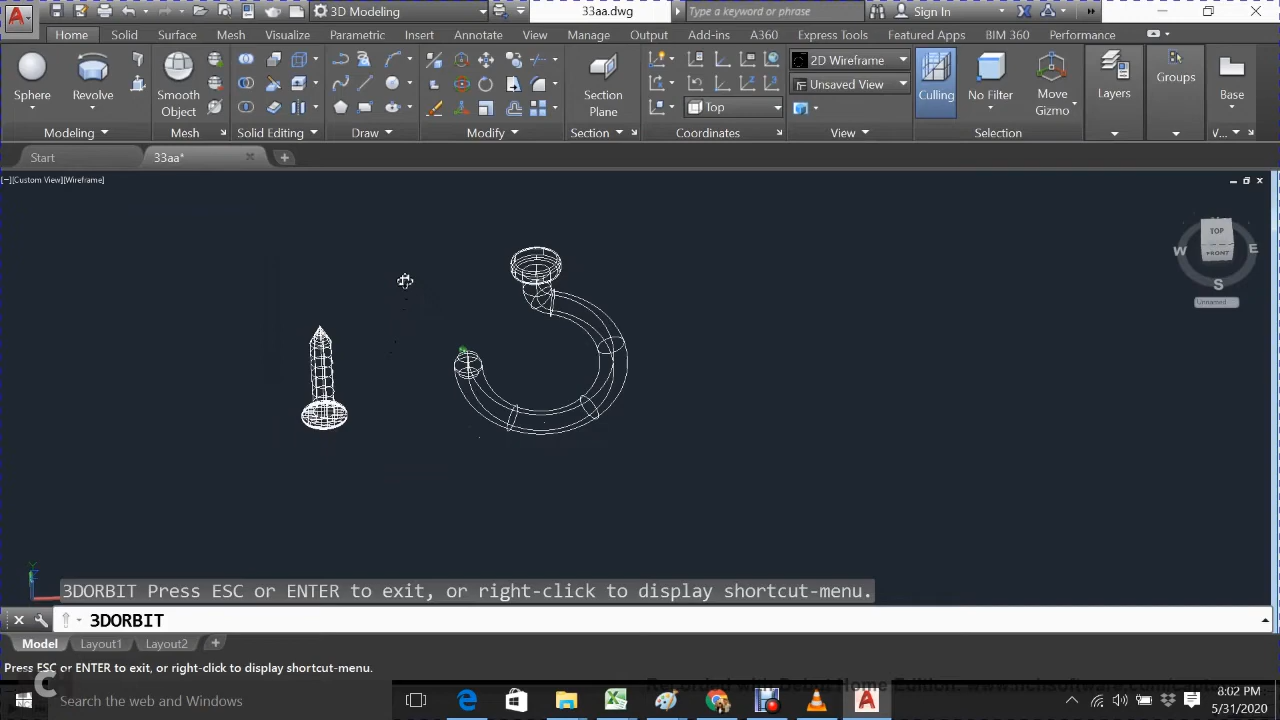 3D Modeling
33aa.dwg
Type a keyword or phrase
Sign In
Home Solid Surface Mesh Visualize Parametric Insert Annotate View Manage Output Add-ins A360 Express Tools Featured Apps BIM 360 Performance
Sphere
Revolve
Smooth
Object
Section
Plane
2D Wireframe
Unsaved View
Top
Culling
No Filter
Move
Gizmo
Layers
Groups
Base
Modeling Mesh Solid Editing Draw Modify Section Coordinates View Selection V...
Start 33aa*
[−][Custom View][Wireframe]
TOP
FRONT
W E
S
Unnamed
Y
3DORBIT Press ESC or ENTER to exit, or right-click to display shortcut-menu.
3DORBIT
Model Layout1 Layout2
Press ESC or ENTER to exit, or right-click to display shortcut-menu.
C
Search the web and Windows
8:02 PM
5/31/2020